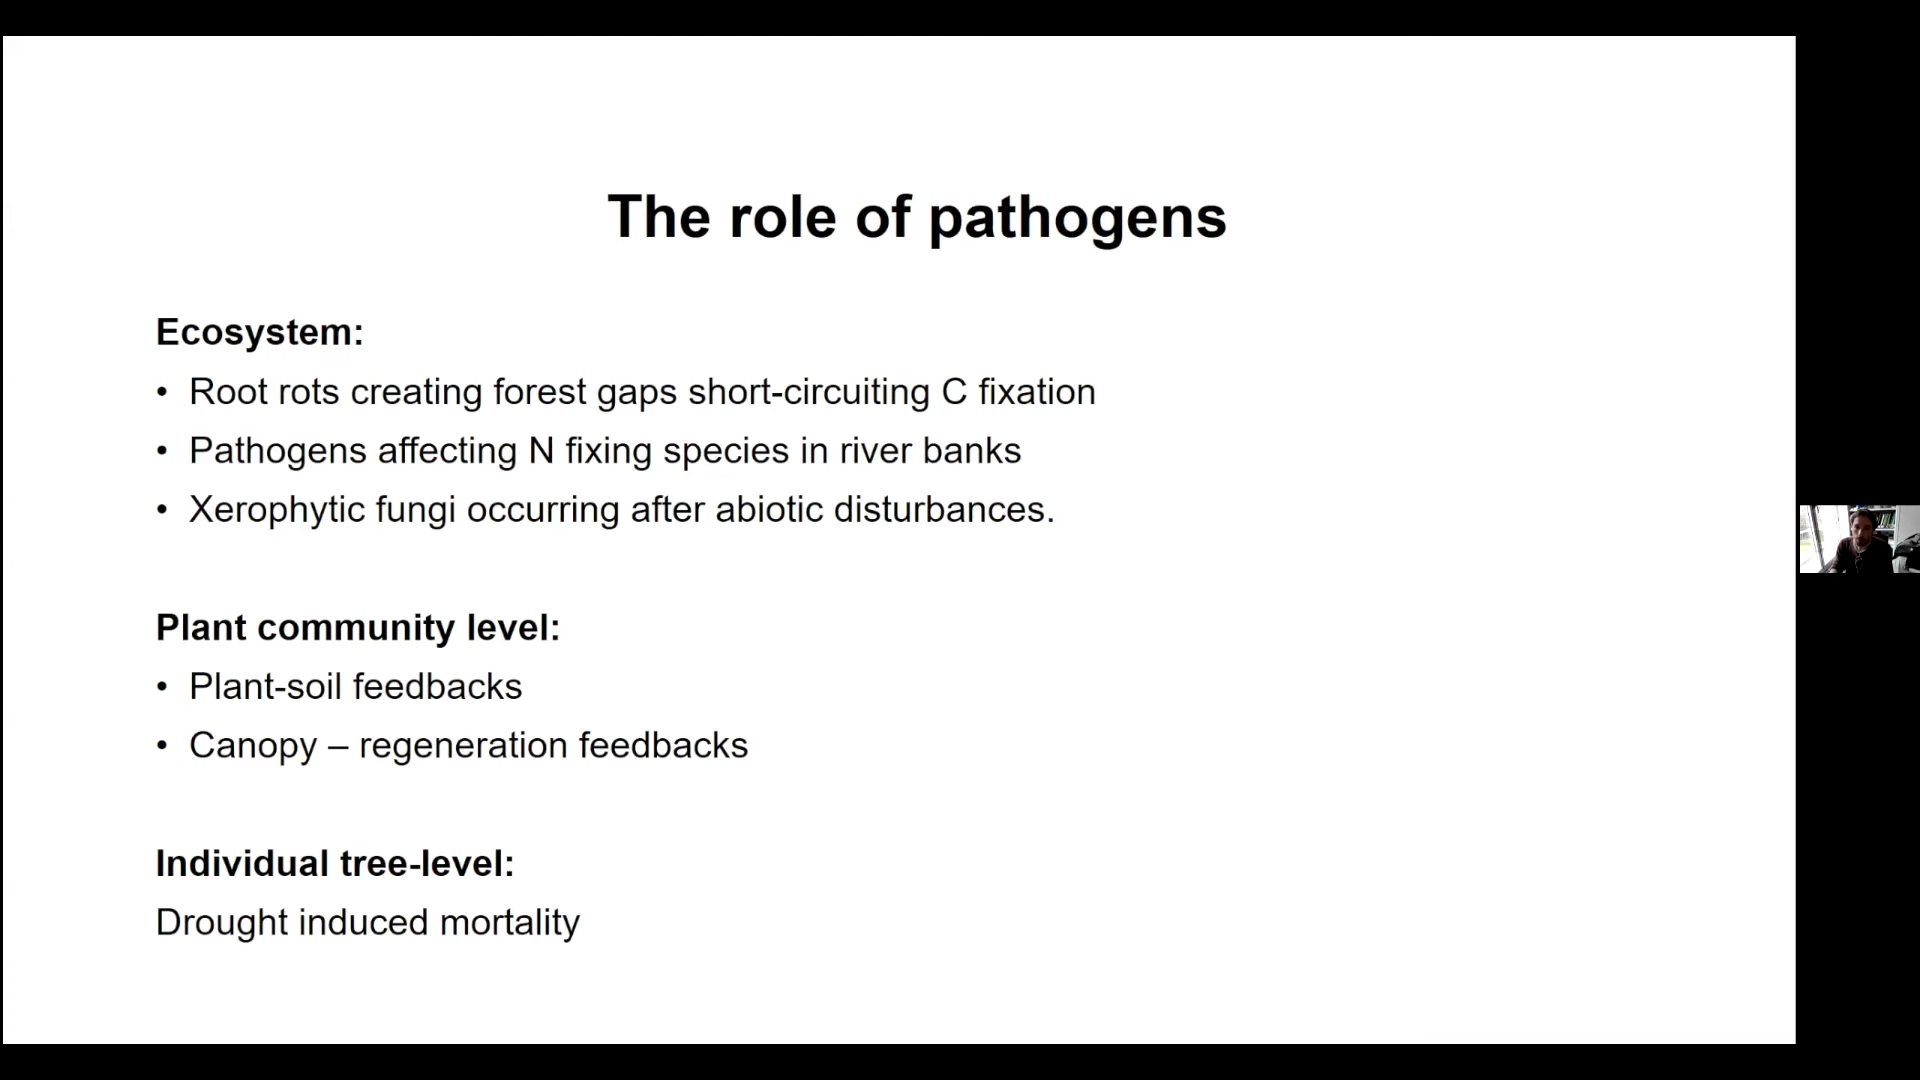 The role of pathogens
Ecosystem:
• Root rots creating forest gaps short-circuiting C fixation
• Pathogens affecting N fixing species in river banks
• Xerophytic fungi occurring after abiotic disturbances.
Plant community level:
• Plant-soil feedbacks
• Canopy – regeneration feedbacks
Individual tree-level:
Drought induced mortality